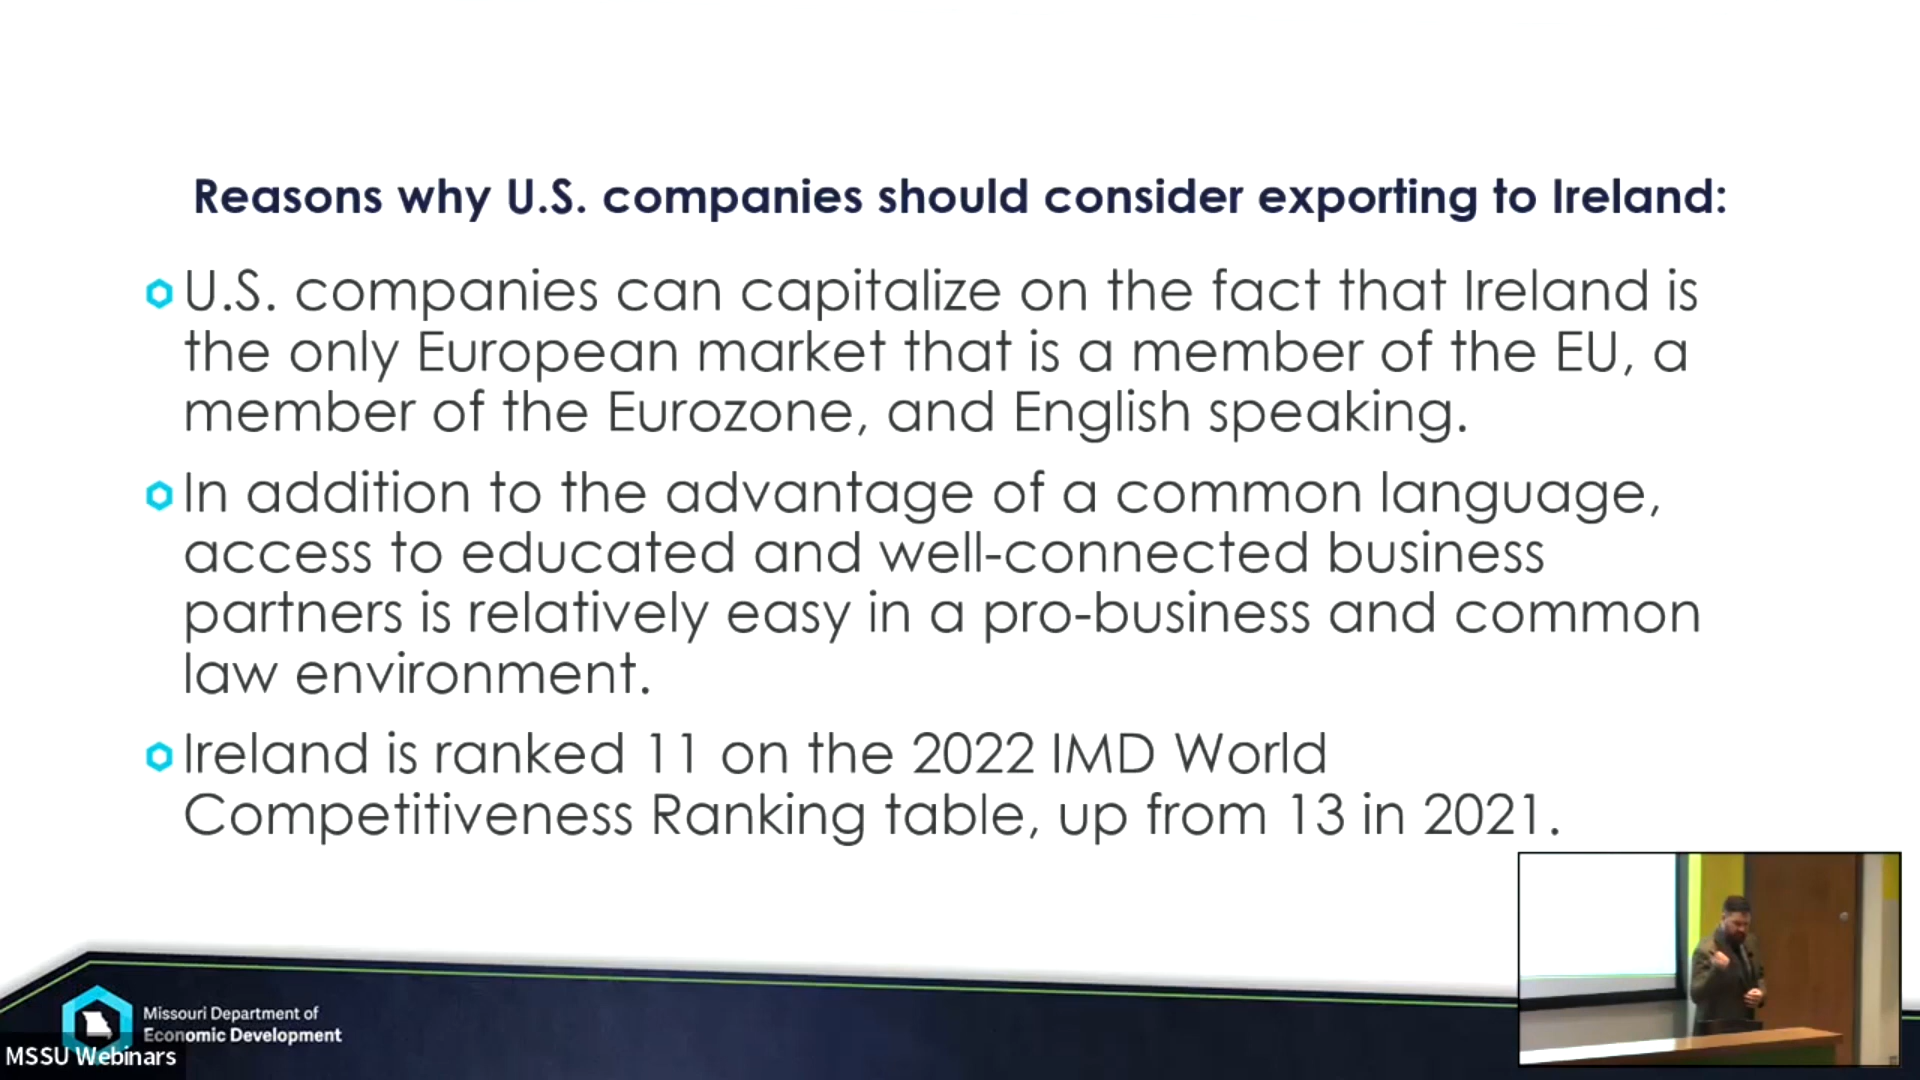 Reasons why U.S. companies should consider exporting to Ireland:
U.S. companies can capitalize on the fact that Ireland is
the only European market that is a member of the EU, a
member of the Eurozone, and English speaking.
In addition to the advantage of a common language,
access to educated and well-connected business
partners is relatively easy in a pro-business and common
law environment.
Ireland is ranked 11 on the 2022 IMD World
Competitiveness Ranking table, up from 13 in 2021.
Missouri Department of
Economic Development
MSSU Webinars